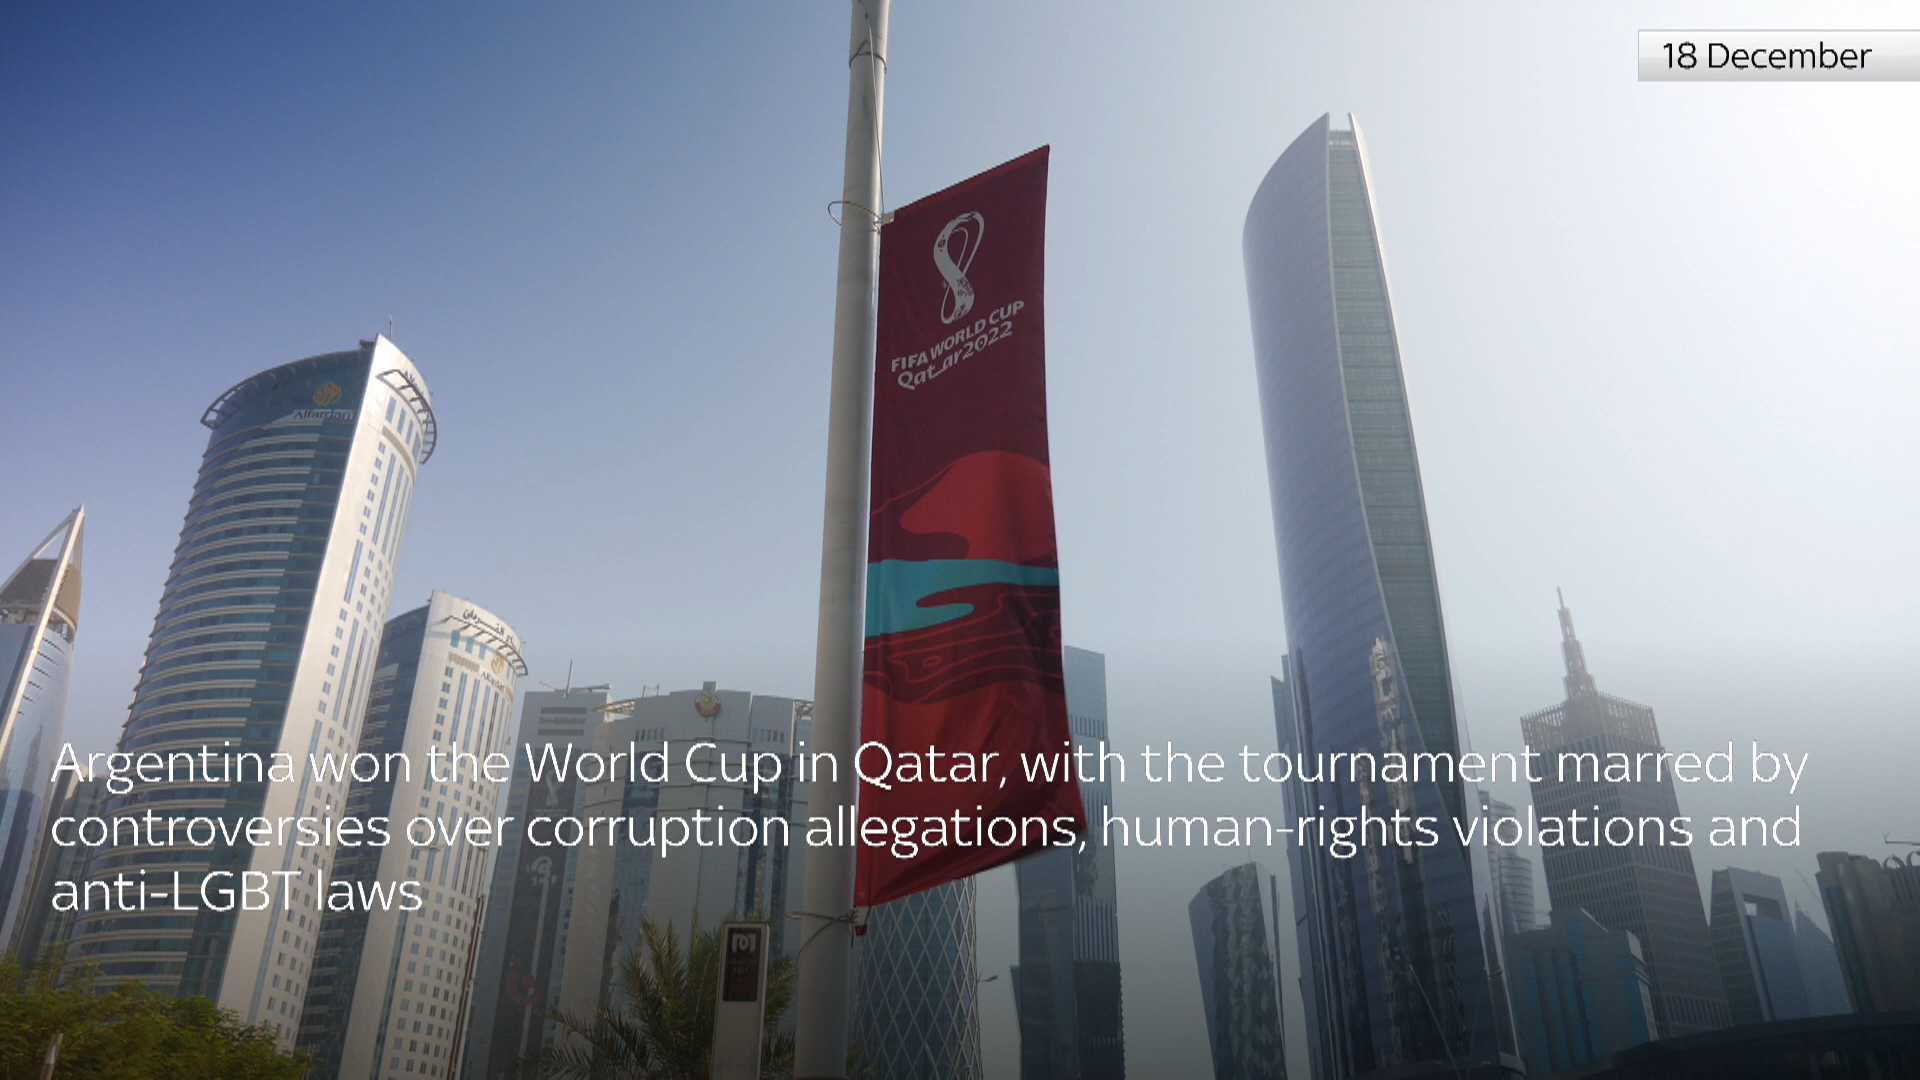 18 December
FIFA WORLD CUP
Qatar2022
Alfardan
Alfardan
Argentina won the World Cup in Qatar, with the tournament marred by
controversies over corruption allegations, human-rights violations and
anti-LGBT laws